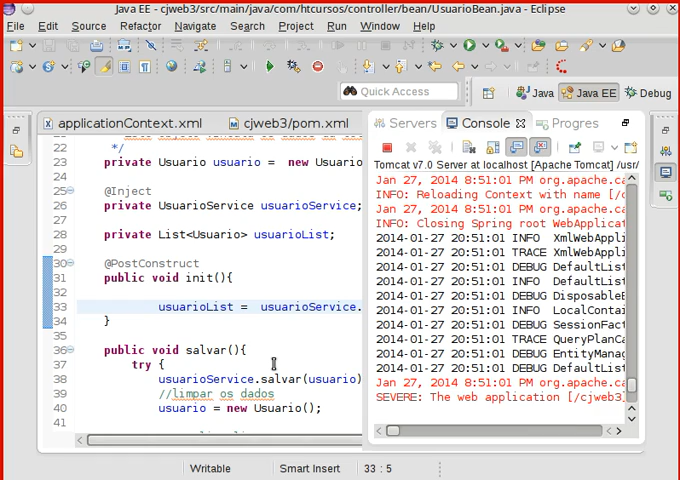 Java EE - cjweb3/src/main/java/com/htcursos/controller/bean/UsuarioBean.java - Eclipse
File Edit Source Refactor Navigate Search Project Run Window Help
Quick Access
Java Java EE Debug
applicationContext.xml cjweb3/pom.xml
22 */
23 private Usuario usuario = new Usuario
24
25 @Inject
26 private UsuarioService usuarioService;
27
28 private List<Usuario> usuarioList;
29
30 @PostConstruct
31 public void init(){
32
33 usuarioList = usuarioService.
34 }
35
36 public void salvar(){
37 try {
38 usuarioService.salvar(usuario)
39 //limpar os dados
40 usuario = new Usuario();
41
Servers Console Progres
Tomcat v7.0 Server at localhost [Apache Tomcat] /usr/
Jan 27, 2014 8:51:01 PM org.apache.ca
INFO: Reloading Context with name [/c
Jan 27, 2014 8:51:01 PM org.apache.ca
INFO: Closing Spring root WebApplicat
2014-01-27 20:51:01 INFO XmlWebAppli
2014-01-27 20:51:01 TRACE XmlWebAppli
2014-01-27 20:51:01 DEBUG DefaultList
2014-01-27 20:51:01 INFO DefaultList
2014-01-27 20:51:01 DEBUG DisposableB
2014-01-27 20:51:01 INFO LocalContai
2014-01-27 20:51:01 DEBUG SessionFact
2014-01-27 20:51:01 TRACE QueryPlanCa
2014-01-27 20:51:01 DEBUG EntityManag
2014-01-27 20:51:01 DEBUG DefaultList
Jan 27, 2014 8:51:01 PM org.apache.ca
SEVERE: The web application [/cjweb3]
Writable Smart Insert 33 : 5